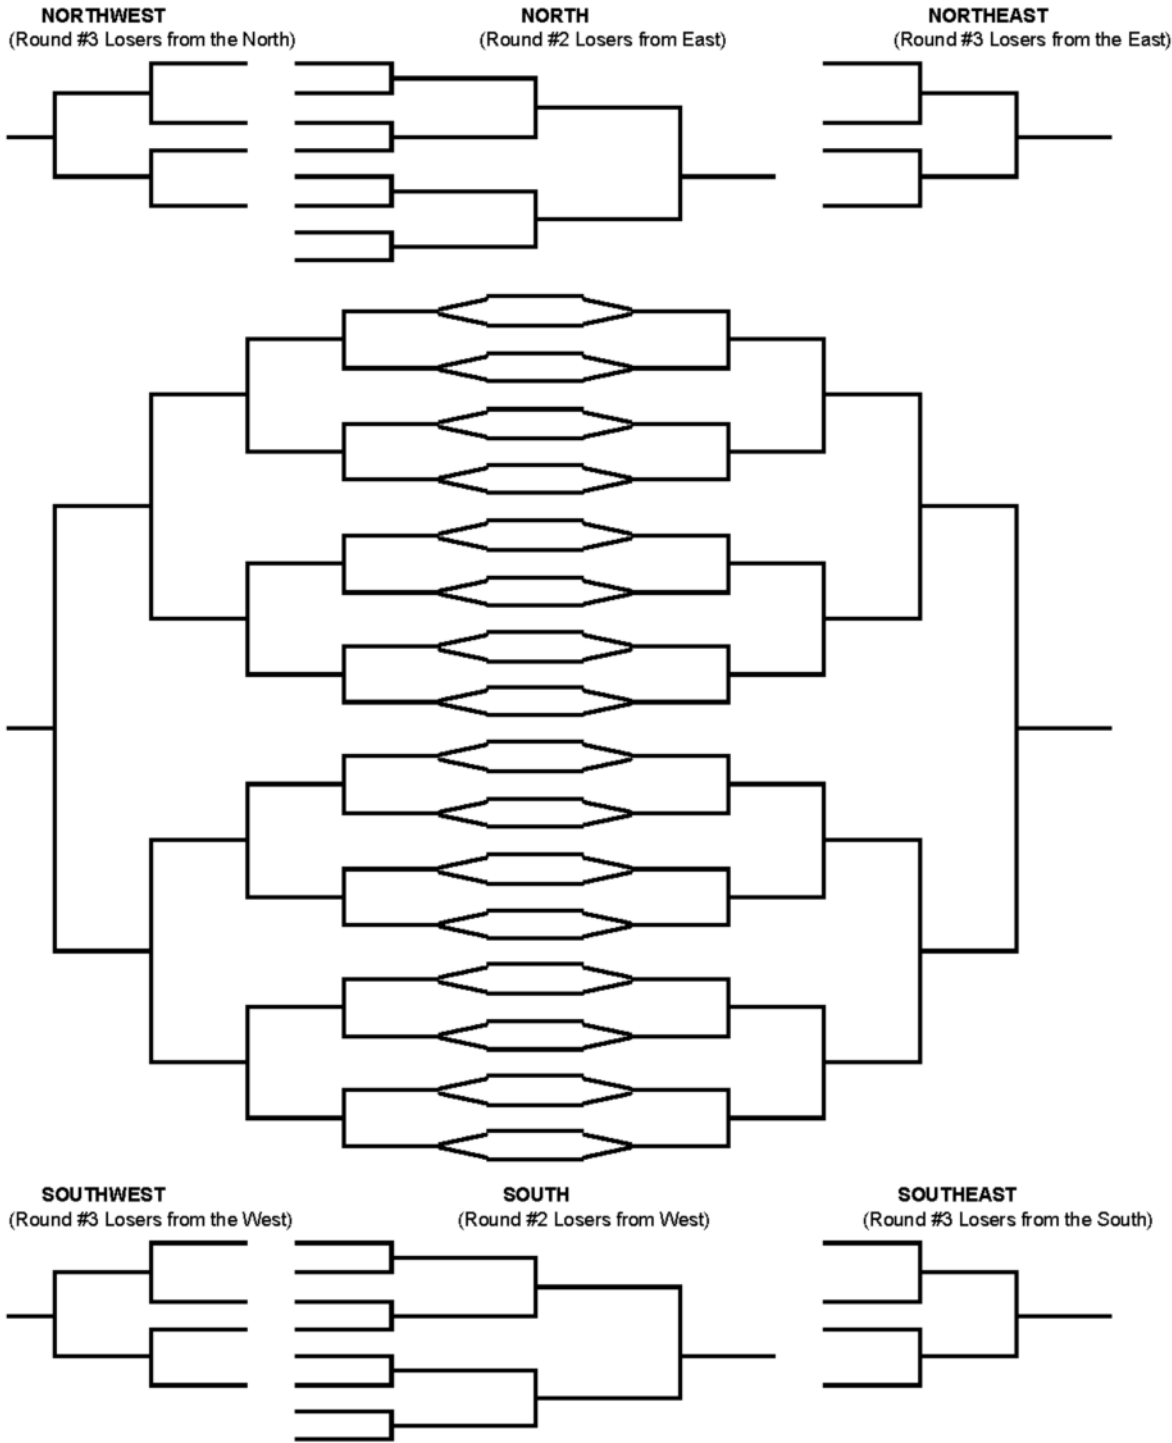 NORTHWEST
(Round #3 Losers from the North)
NORTH
(Round #2 Losers from East)
NORTHEAST
(Round #3 Losers from the East)
SOUTHWEST
(Round #3 Losers from the West)
SOUTH
(Round #2 Losers from West)
SOUTHEAST
(Round #3 Losers from the South)